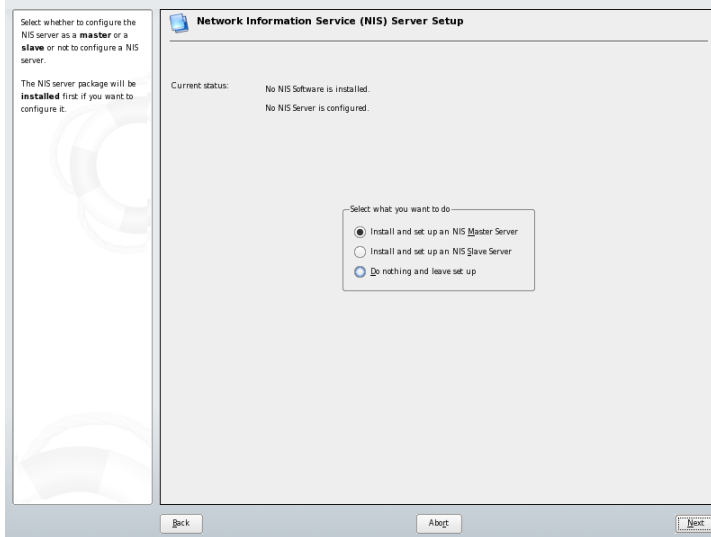 Select whether to configure the
NIS server as a master or a
slave or not to configure a NIS
server.
The NIS server package will be
installed first if you want to
configure it.
Network Information Service (NIS) Server Setup
Current status:
No NIS Software is installed.
No NIS Server is configured.
Select what you want to do
Install and set up an NIS Master Server
Install and set up an NIS Slave Server
Do nothing and leave set up
Back
Abort
Next